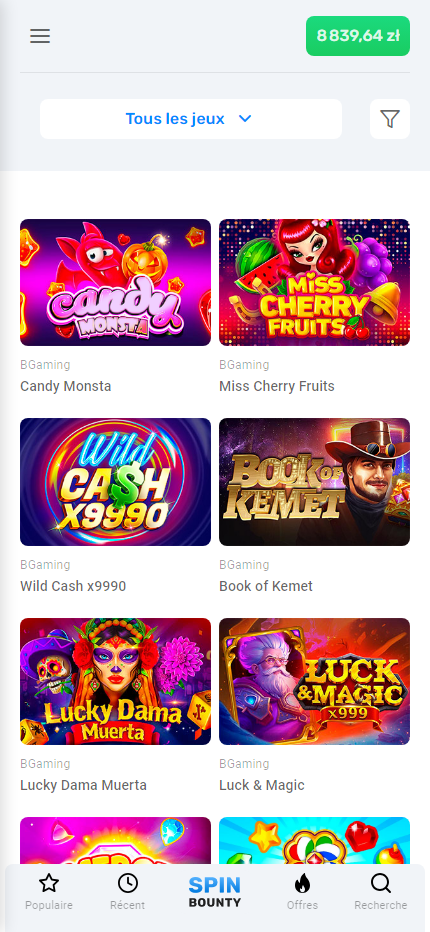 8 839,64 zł
Tous les jeux
candy
MONSTA
MISS
CHERRY
FRUITS
BGaming
Candy Monsta
BGaming
Miss Cherry Fruits
Wild
CA$H
X9990
BOOK OF
KEMET
BGaming
Wild Cash x9990
BGaming
Book of Kemet
Lucky Dama
Muerta
LUCK
& MAGIC
x999
BGaming
Lucky Dama Muerta
BGaming
Luck & Magic
Populaire
Récent
SPIN
BOUNTY
Offres
Recherche